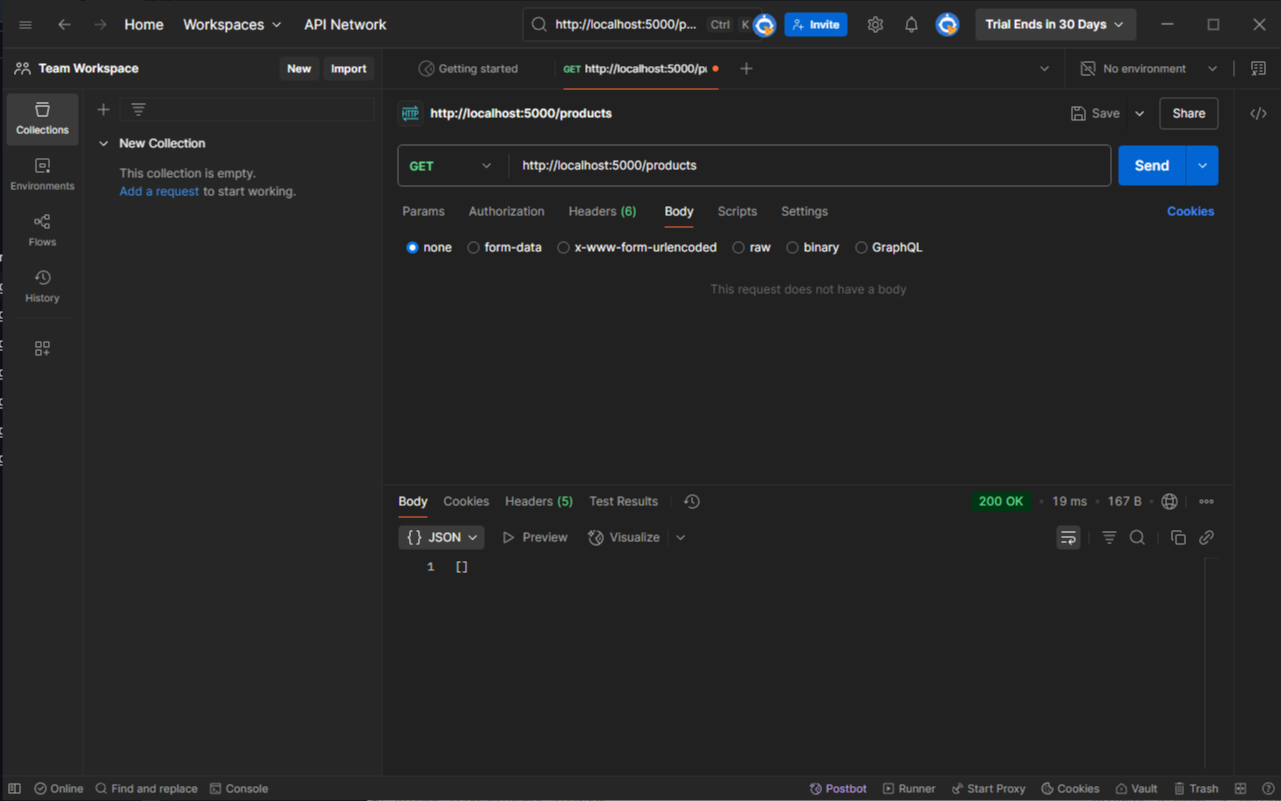 Home Workspaces API Network http://localhost:5000/p... Ctrl K Invite Trial Ends in 30 Days
Team Workspace New Import Getting started GET http://localhost:5000/p No environment
Collections
Environments
Flows
History
New Collection
This collection is empty.
Add a request to start working.
HTTP http://localhost:5000/products Save Share
GET http://localhost:5000/products Send
Params Authorization Headers (6) Body Scripts Settings Cookies
none form-data x-www-form-urlencoded raw binary GraphQL
This request does not have a body
Body Cookies Headers (5) Test Results 200 OK • 19 ms • 167 B
{} JSON Preview Visualize
1 []
Online Find and replace Console Postbot Runner Start Proxy Cookies Vault Trash